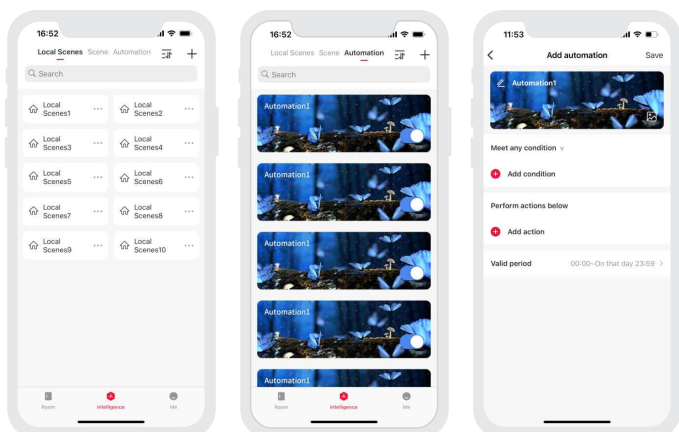 16:52
Local Scenes Scene Automation
Search
Local Scenes1
Local Scenes2
Local Scenes3
Local Scenes4
Local Scenes5
Local Scenes6
Local Scenes7
Local Scenes8
Local Scenes9
Local Scenes10
Room Intelligence Me
16:52
Local Scenes Scene Automation
Search
Automation1
Automation1
Automation1
Automation1
Automation1
Room Intelligence Me
11:53
Add automation Save
Automation1
Meet any condition
Add condition
Perform actions below
Add action
Valid period 00:00-On that day 23:59